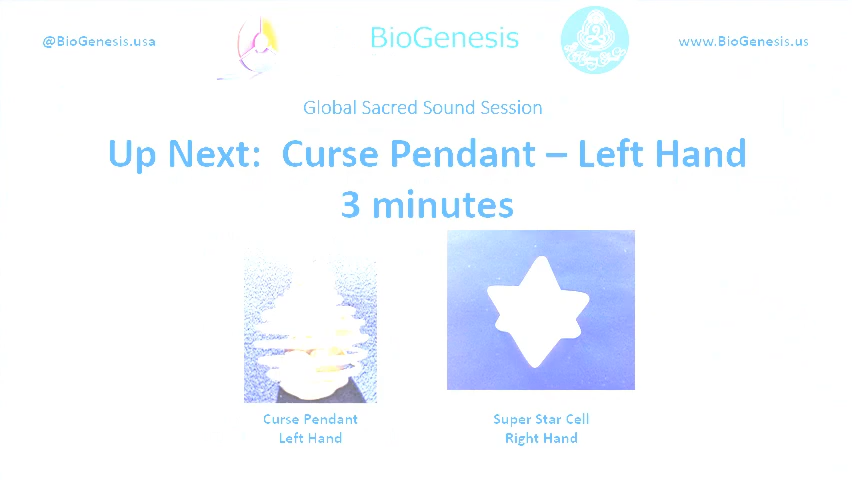 @BioGenesis.usa
BioGenesis
www.BioGenesis.us
Global Sacred Sound Session
Up Next: Curse Pendant – Left Hand
3 minutes
Curse Pendant
Left Hand
Super Star Cell
Right Hand